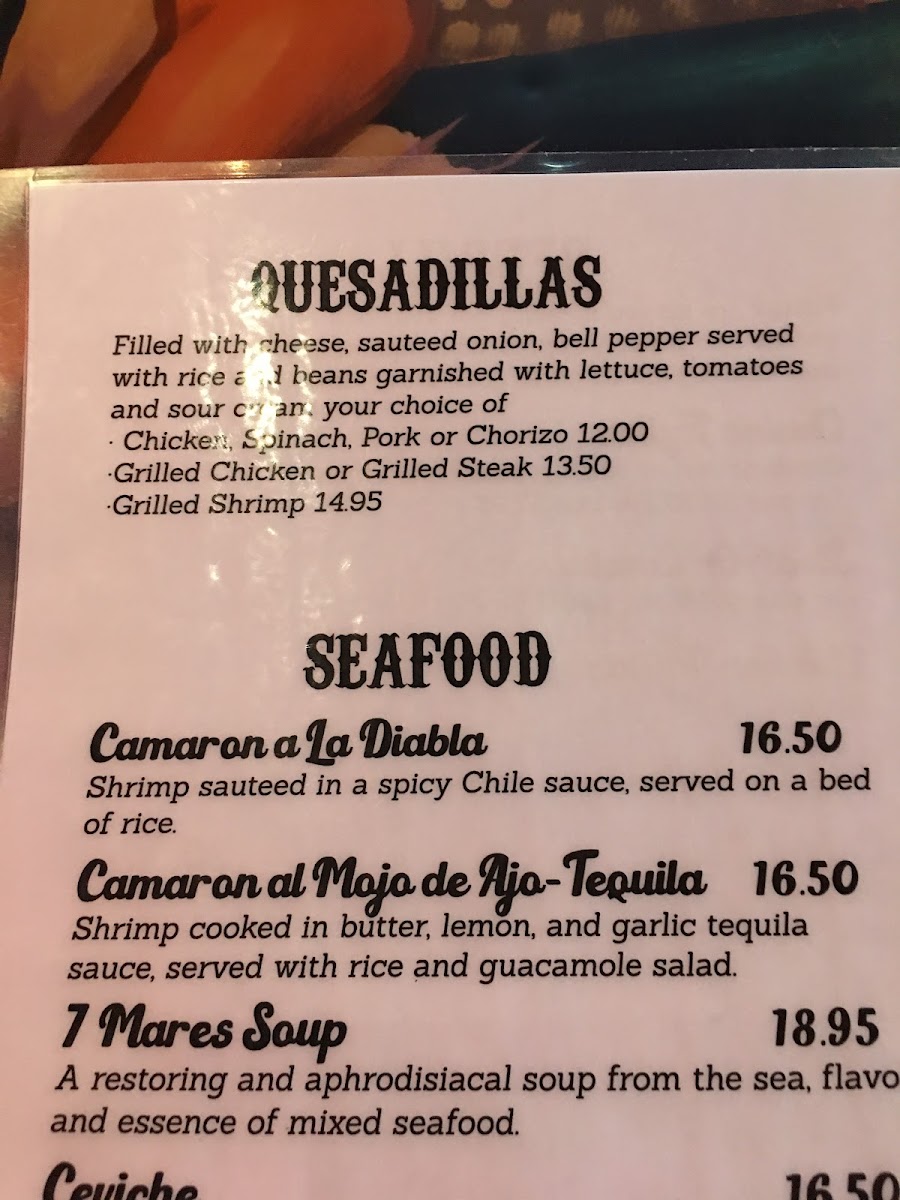 QUESADILLAS
Filled with cheese, sauteed onion, bell pepper served
with rice and beans garnished with lettuce, tomatoes
and sour cream, your choice of
· Chicken, Spinach, Pork or Chorizo 12.00
·Grilled Chicken or Grilled Steak 13.50
·Grilled Shrimp 14.95
SEAFOOD
Camaron a La Diabla 16.50
Shrimp sauteed in a spicy Chile sauce, served on a bed
of rice.
Camaron al Mojo de Ajo-Tequila 16.50
Shrimp cooked in butter, lemon, and garlic tequila
sauce, served with rice and guacamole salad.
7 Mares Soup 18.95
A restoring and aphrodisiacal soup from the sea, flavo
and essence of mixed seafood.
Ceviche 16.50